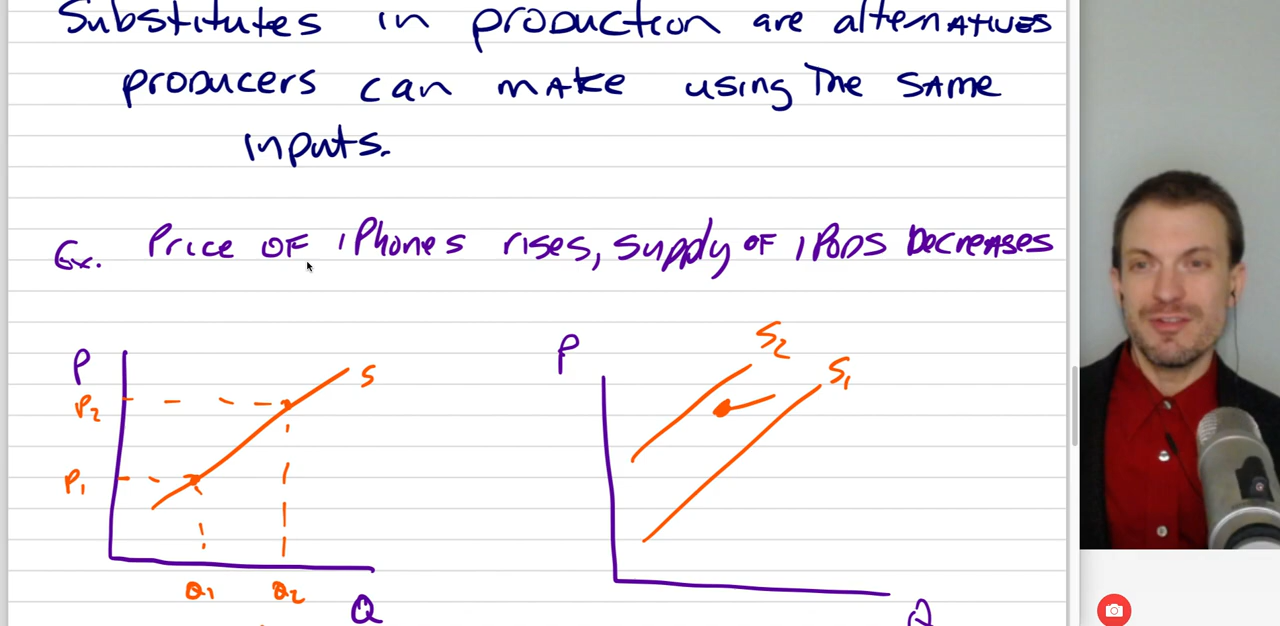 Substitutes in production are alternatives
producers can make using the same
inputs.
Ex. Price of iPhones rises, supply of iPods Decreases
P
S
P2
P1
Q1 Q2
Q
P
S2
S1
Q